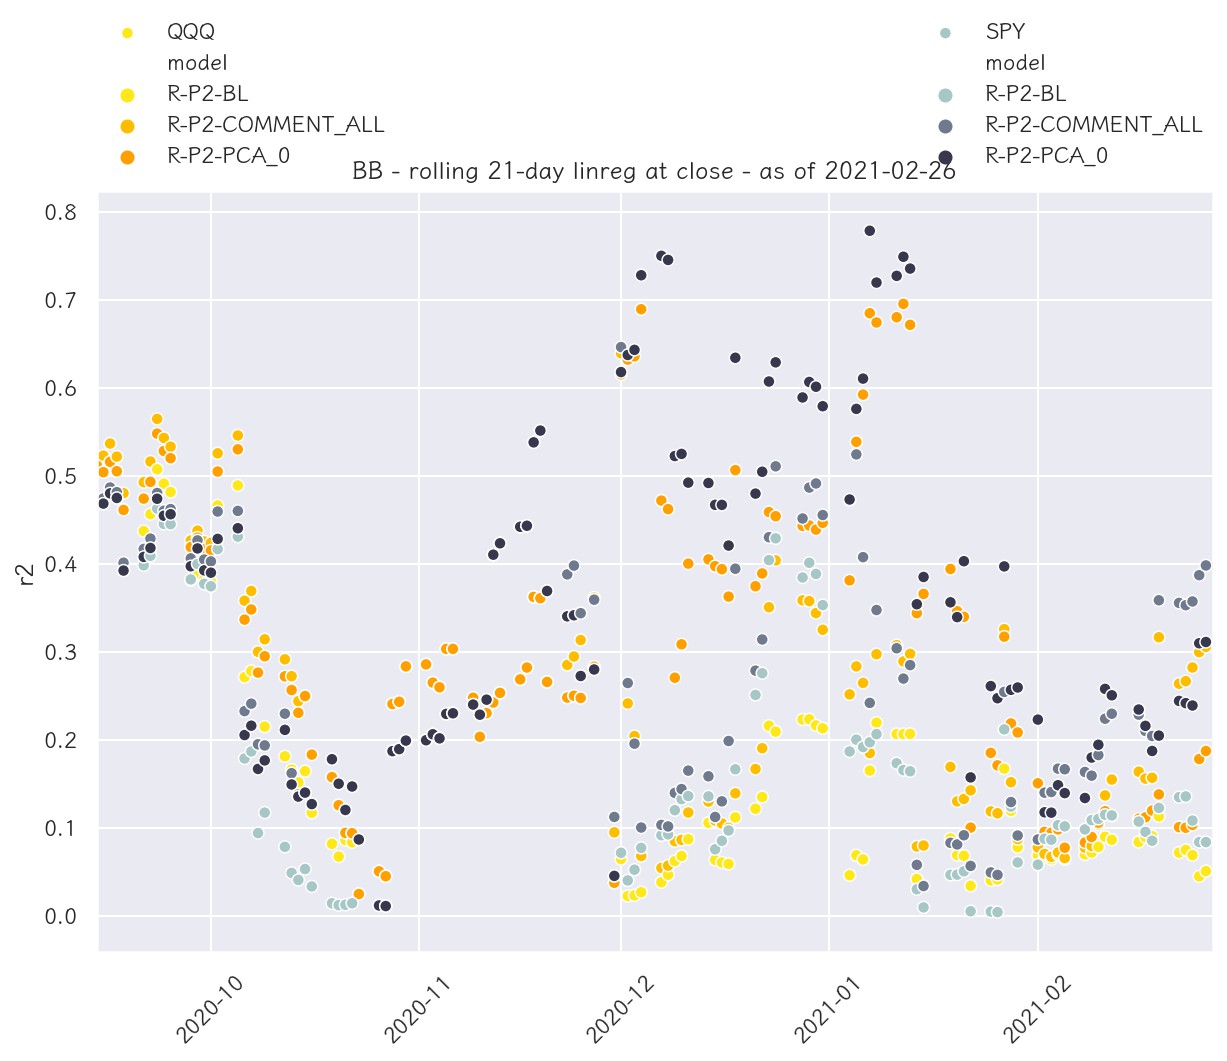 QQQ
model
R-P2-BL
R-P2-COMMENT_ALL
R-P2-PCA_0
SPY
model
R-P2-BL
R-P2-COMMENT_ALL
R-P2-PCA_0
BB - rolling 21-day linreg at close - as of 2021-02-26
0.8
0.7
0.6
0.5
0.4
0.3
0.2
0.1
0.0
r2
2020-10
2020-11
2020-12
2021-01
2021-02